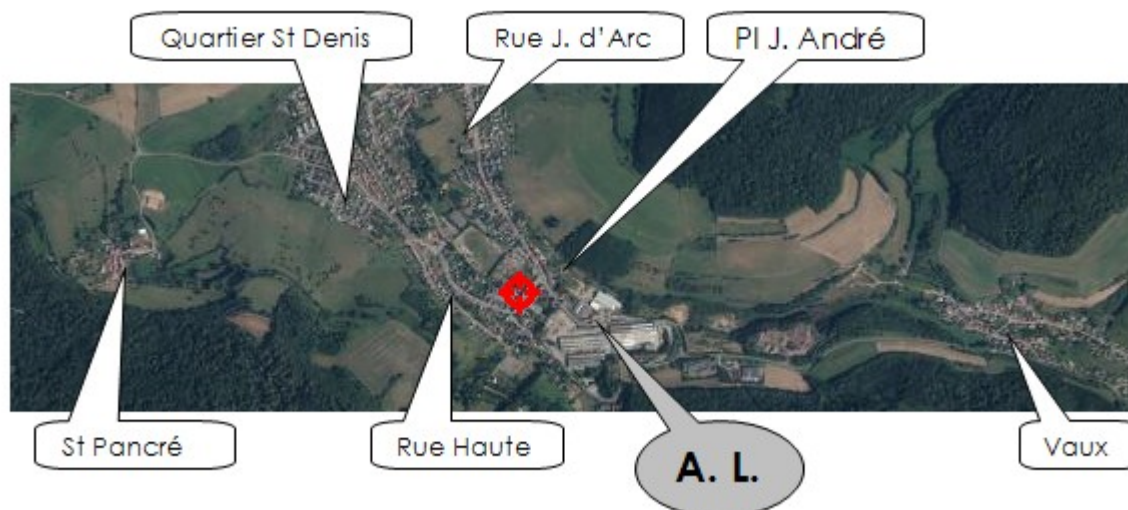 Quartier St Denis
Rue J. d'Arc
Pl J. André
St Pancré
Rue Haute
A. L.
Vaux